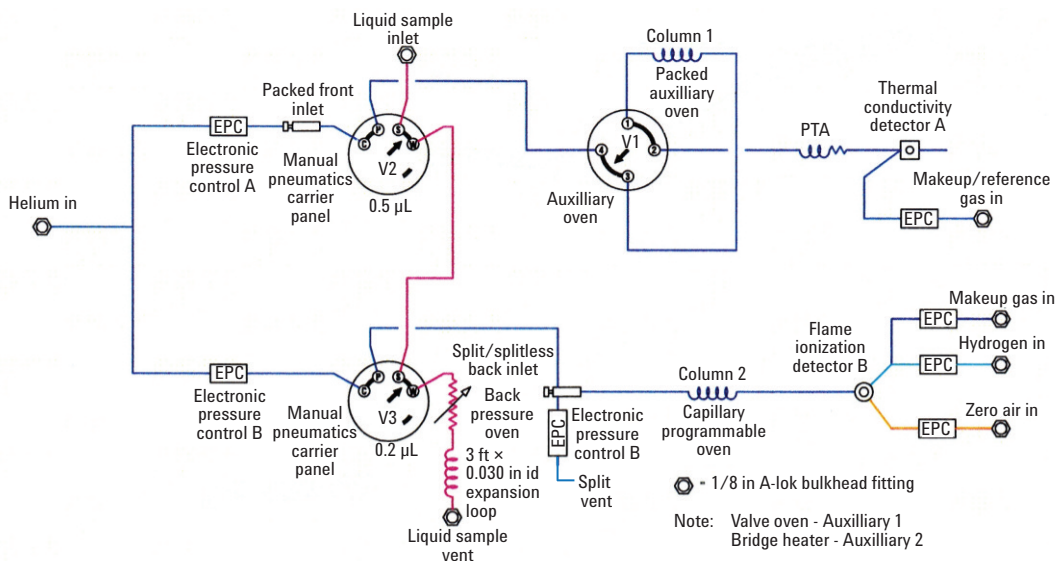 Liquid sample
inlet
Column 1
Packed
auxilliary
oven
Packed front
inlet
Thermal
conductivity
detector A
EPC
P
S
C
W
V2
1
V1
4
2
3
PTA
Electronic
pressure
control A
Manual
pneumatics
carrier
panel
0.5 µL
Auxilliary
oven
Makeup/reference
gas in
EPC
Helium in
Makeup gas in
EPC
Split/splitless
back inlet
Flame
ionization
detector B
Hydrogen in
EPC
EPC
P
S
C
W
V3
Back
pressure
oven
Column 2
Capillary
programmable
oven
Electronic
pressure
control B
Manual
pneumatics
carrier
panel
0.2 µL
EPC
Electronic
pressure
control B
Zero air in
EPC
3 ft ×
0.030 in id
expansion
loop
Split
vent
- 1/8 in A-lok bulkhead fitting
Liquid sample
vent
Note: Valve oven - Auxilliary 1
Bridge heater - Auxilliary 2